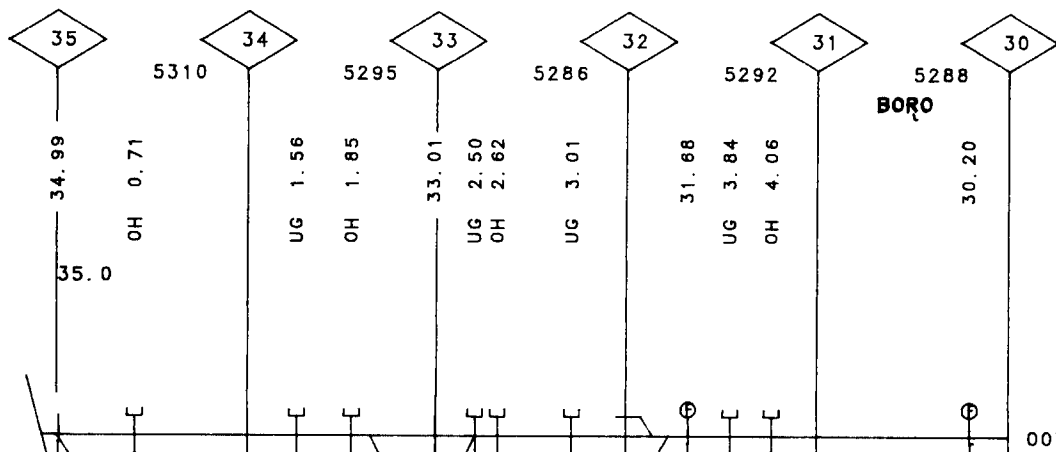 35 34 33 32 31 30
5310 5295 5286 5292 5288
BORO
34.99
OH 0.71
UG 1.56
OH 1.85
33.01
UG 2.50
OH 2.62
UG 3.01
31.68
UG 3.84
OH 4.06
30.20
35.0
F F
00